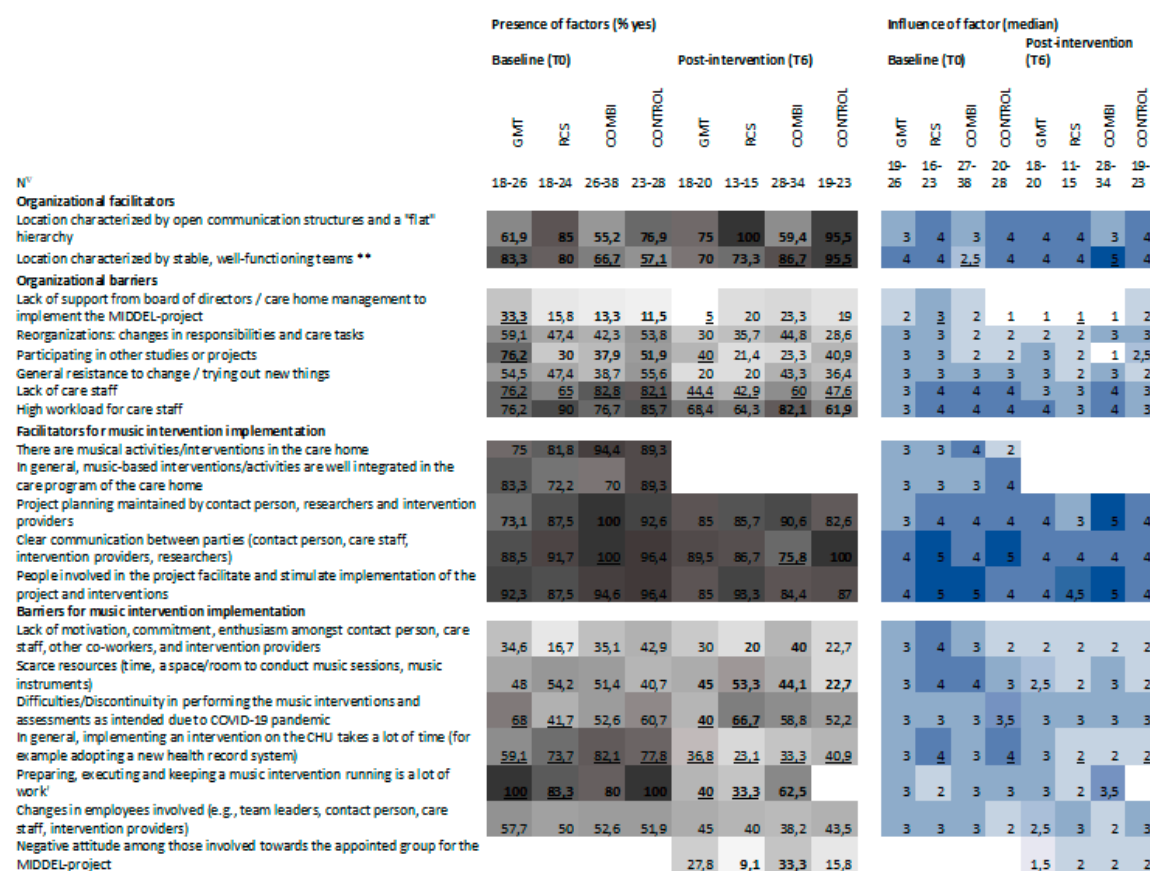 Presence of factors (% yes) Influence of factor (median)
Baseline (T0) Post-intervention (T6) Baseline (T0) Post-intervention (T6)
GMT RCS COMBI CONTROL GMT RCS COMBI CONTROL GMT RCS COMBI CONTROL GMT RCS COMBI CONTROL
N 18-26 18-24 26-38 23-28 18-20 13-15 28-34 19-23 19-26 16-23 27-38 20-28 18-20 11-15 28-34 19-23
Organizational facilitators
Location characterized by open communication structures and a "flat"
hierarchy 61,9 85 55,2 76,9 75 100 59,4 95,5 3 4 3 4 4 4 3 4
Location characterized by stable, well-functioning teams ** 83,3 80 66,7 57,1 70 73,3 86,7 95,5 4 4 2,5 4 4 4 5 4
Organizational barriers
Lack of support from board of directors / care home management to
implement the MIDDEL-project 33,3 15,8 13,3 11,5 5 20 23,3 19 2 3 2 1 1 1 1 2
Reorganizations: changes in responsibilities and care tasks 59,1 47,4 42,3 53,8 30 35,7 44,8 28,6 3 3 2 2 2 2 3 3
Participating in other studies or projects 76,2 30 37,9 51,9 40 21,4 23,3 40,9 3 3 2 2 3 2 1 2,5
General resistance to change / trying out new things 54,5 47,4 38,7 55,6 20 20 43,3 36,4 3 3 3 3 3 2 3 2
Lack of care staff 76,2 65 82,8 82,1 44,4 42,9 60 47,6 3 4 4 4 3 3 4 3
High workload for care staff 76,2 90 76,7 85,7 68,4 64,3 82,1 61,9 3 4 4 4 4 3 4 3
Facilitators for music intervention implementation
There are musical activities/interventions in the care home 75 81,8 94,4 89,3 3 3 4 2
In general, music-based interventions/activities are well integrated in the
care program of the care home 83,3 72,2 70 89,3 3 3 3 4
Project planning maintained by contact person, researchers and intervention
providers 73,1 87,5 100 92,6 85 85,7 90,6 82,6 3 4 4 4 4 3 5 4
Clear communication between parties (contact person, care staff,
intervention providers, researchers) 88,5 91,7 100 96,4 89,5 86,7 75,8 100 4 5 4 5 4 4 4 4
People involved in the project facilitate and stimulate implementation of the
project and interventions 92,3 87,5 94,6 96,4 85 93,3 84,4 87 4 5 5 4 4 4,5 5 4
Barriers for music intervention implementation
Lack of motivation, commitment, enthusiasm amongst contact person, care
staff, other co-workers, and intervention providers 34,6 16,7 35,1 42,9 30 20 40 22,7 3 4 3 2 2 2 2 2
Scarce resources (time, a space/room to conduct music sessions, music
instruments) 48 54,2 51,4 40,7 45 53,3 44,1 22,7 3 4 4 3 2,5 2 3 2
Difficulties/Discontinuity in performing the music interventions and
assessments as intended due to COVID-19 pandemic 68 41,7 52,6 60,7 40 66,7 58,8 52,2 3 3 3 3,5 3 3 3 3
In general, implementing an intervention on the CHU takes a lot of time (for
example adopting a new health record system) 59,1 73,7 82,1 77,8 36,8 23,1 33,3 40,9 3 4 3 4 3 2 2 2
Preparing, executing and keeping a music intervention running is a lot of
work' 100 83,3 80 100 40 33,3 62,5 3 2 3 3 3 2 3,5
Changes in employees involved (e.g., team leaders, contact person, care
staff, intervention providers) 57,7 50 52,6 51,9 45 40 38,2 43,5 3 3 3 2 2,5 3 2 3
Negative attitude among those involved towards the appointed group for the
MIDDEL-project 27,8 9,1 33,3 15,8 1,5 2 2 2